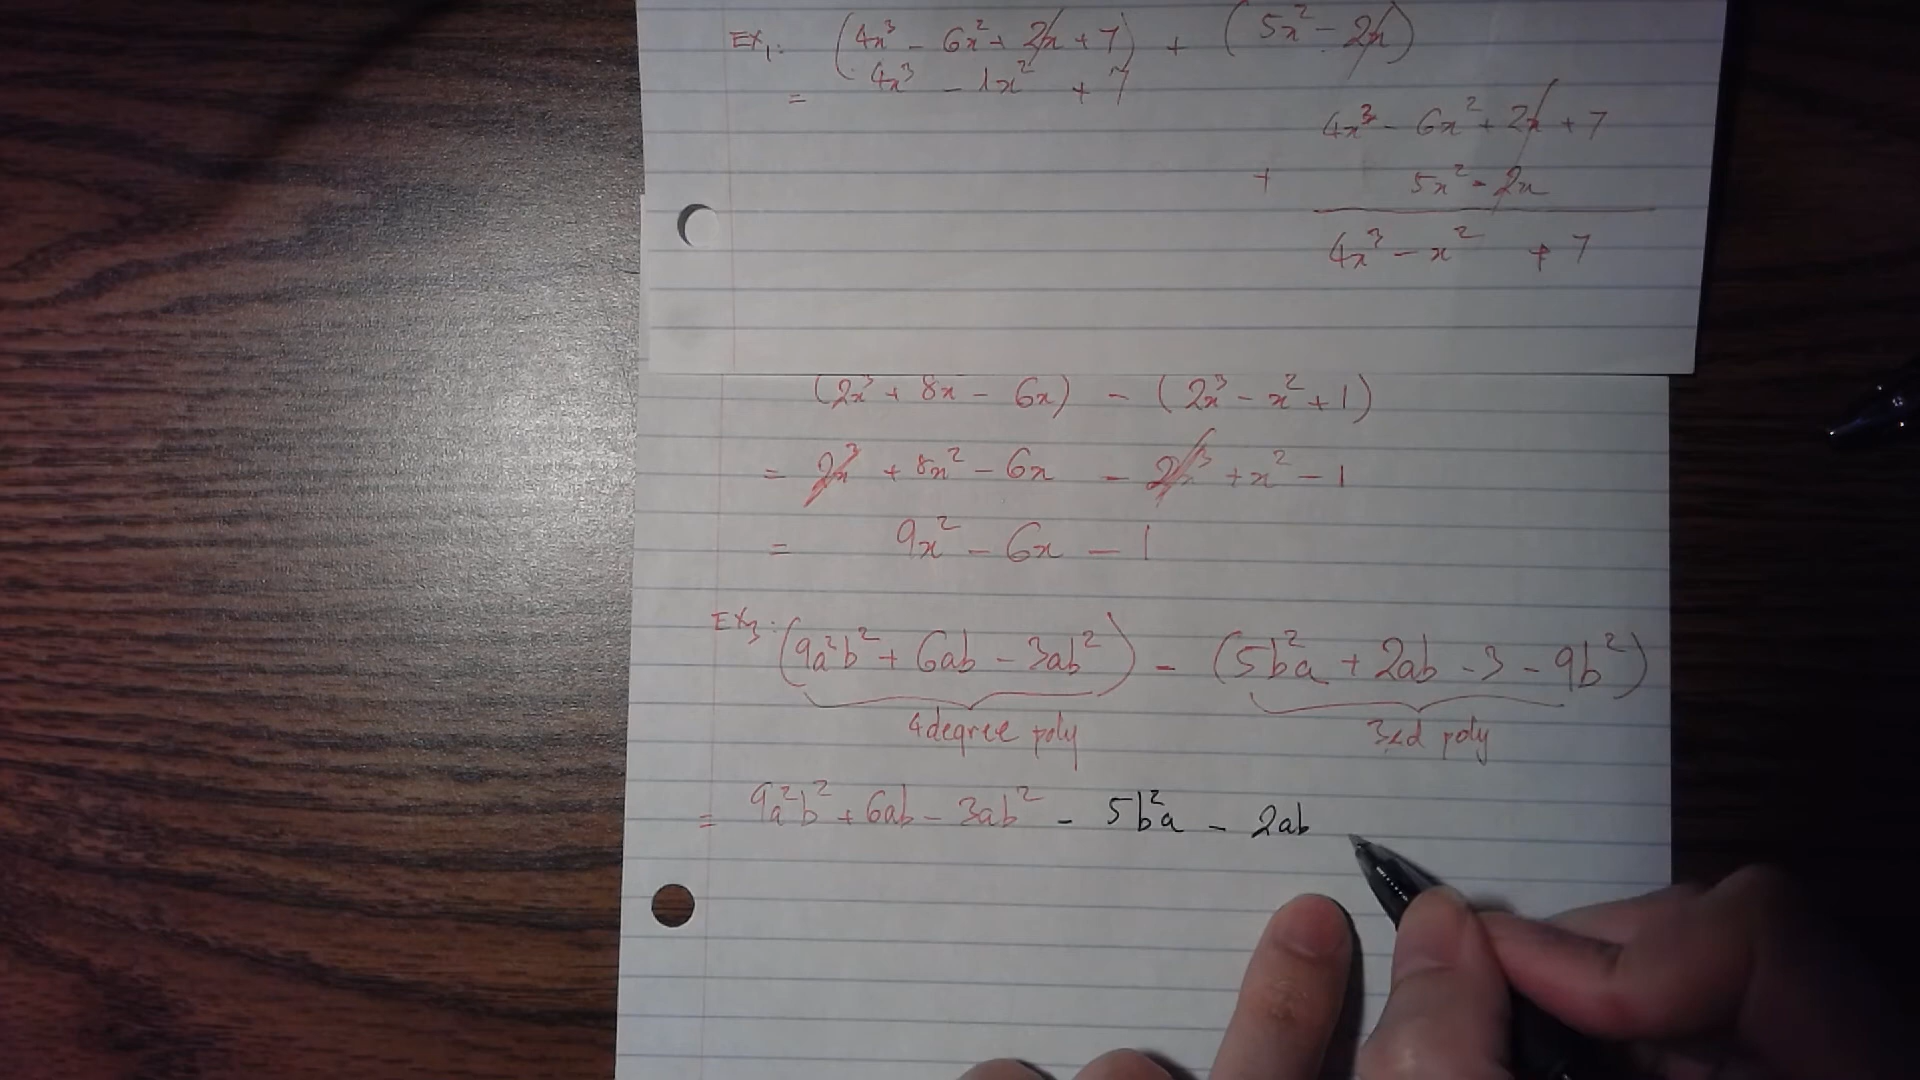 Ex1: (4x³ - 6x² + 2x + 7) + (5x² - 2x)
= 4x³ - 1x² + 7
4x³ - 6x² + 2x + 7
+ 5x² - 2x
4x³ - x² + 7
(2x³ + 8x - 6x) - (2x³ - x² + 1)
= 2x³ + 8x² - 6x - 2x³ + x² - 1
= 9x² - 6x - 1
Ex3: (9a²b² + 6ab - 3ab²) - (5b²a + 2ab - 3 - 9b²)
4 degree poly 3rd poly
= 9a²b² + 6ab - 3ab² - 5b²a - 2ab